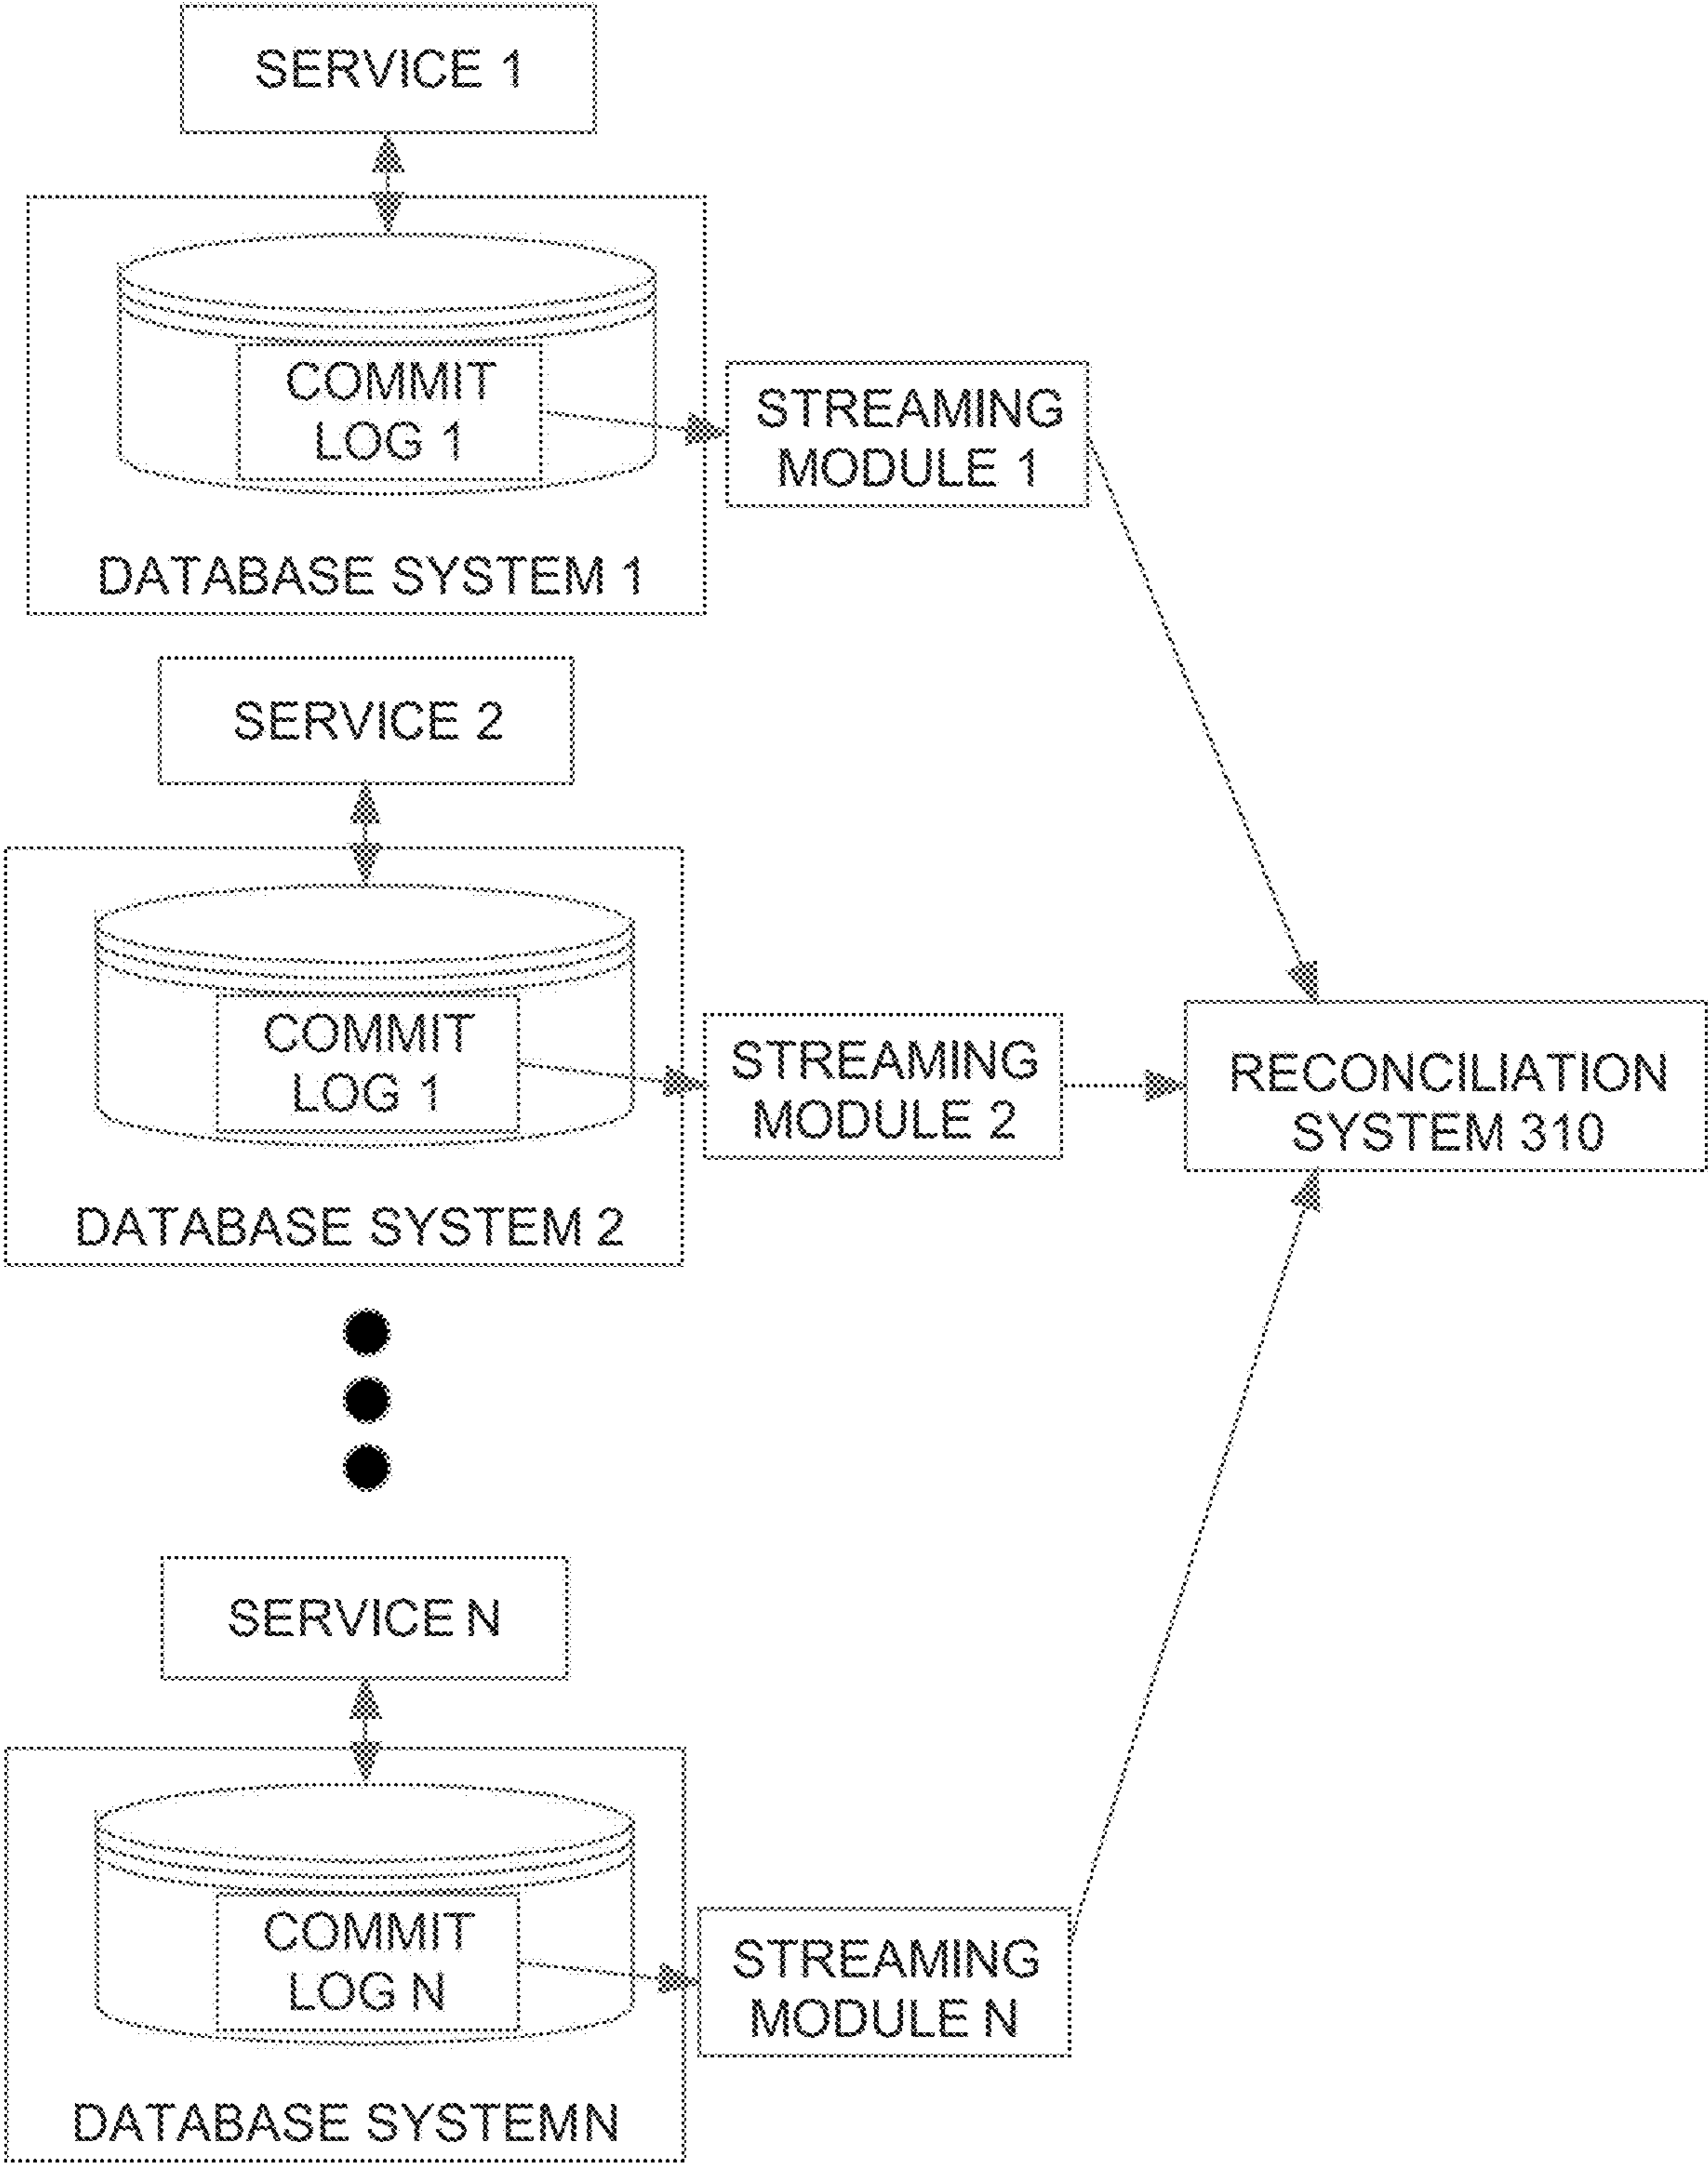 SERVICE 1
COMMIT
LOG 1
STREAMING
MODULE 1
DATABASE SYSTEM 1
SERVICE 2
COMMIT
LOG 1
STREAMING
MODULE 2
RECONCILIATION
SYSTEM 310
DATABASE SYSTEM 2
SERVICE N
COMMIT
LOG N
STREAMING
MODULE N
DATABASE SYSTEMN